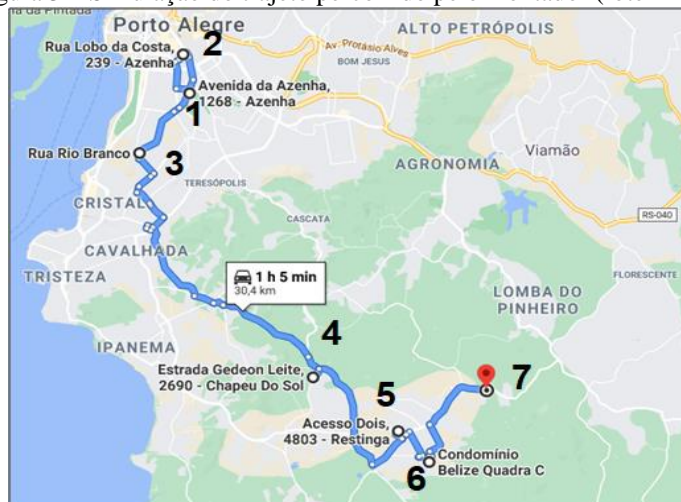 Porto Alegre
ALTO PETRÓPOLIS
Rua Lobo da Costa,
239 - Azenha
2
Av. Protásio Alves
BOM JESUS
Avenida da Azenha,
1268 - Azenha
1
Rua Rio Branco
3
Viamão
AGRONOMIA
TERESÓPOLIS
CRISTAL
RS-040
CASCATA
CAVALHADA
TRISTEZA
1 h 5 min
30,4 km
FLORESCENTE
LOMBA DO
PINHEIRO
IPANEMA
4
Estrada Gedeon Leite,
2690 - Chapeu Do Sol
7
5
Acesso Dois,
4803 - Restinga
6
Condomínio
Belize Quadra C